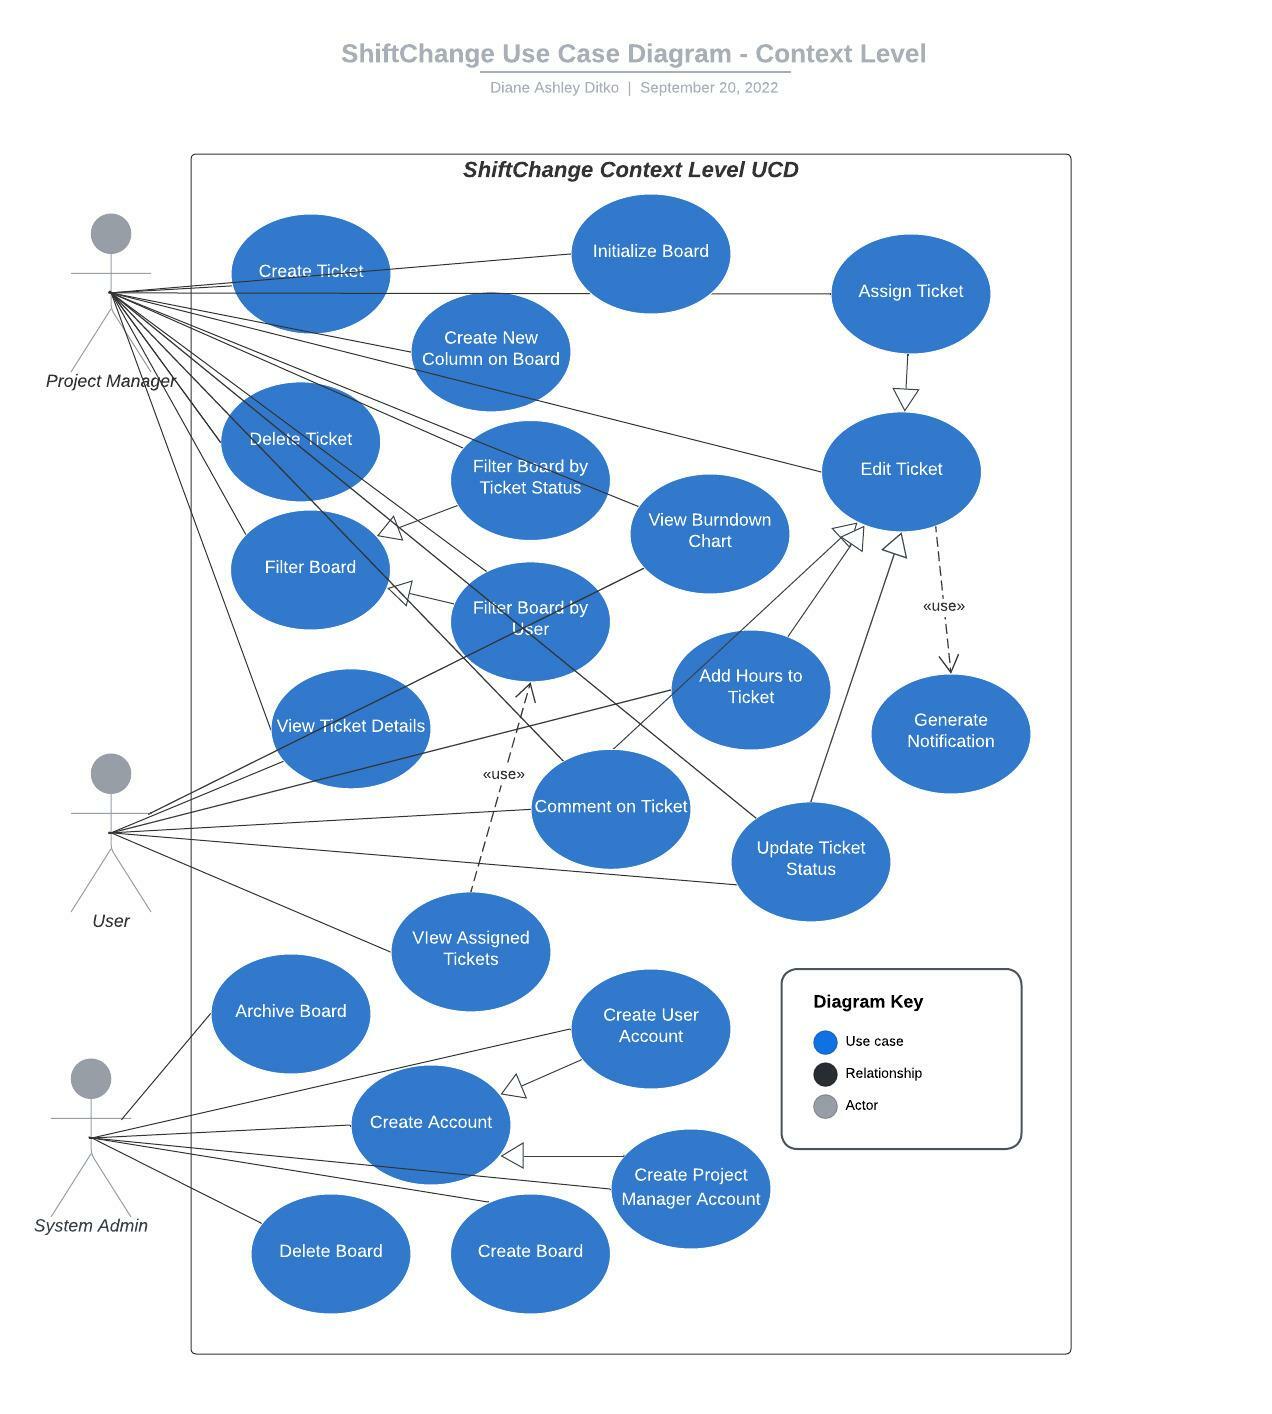 ShiftChange Use Case Diagram - Context Level
Diane Ashley Ditko | September 20, 2022
ShiftChange Context Level UCD
Create Ticket
Initialize Board
Assign Ticket
Create New
Column on Board
Project Manager
Delete Ticket
Filter Board by
Ticket Status
Edit Ticket
View Burndown
Chart
Filter Board
Filter Board by
User
«use»
Add Hours to
Ticket
View Ticket Details
Generate
Notification
«use»
Comment on Ticket
Update Ticket
Status
User
VIew Assigned
Tickets
Archive Board
Create User
Account
Diagram Key
Use case
Relationship
Actor
Create Account
Create Project
Manager Account
System Admin
Delete Board
Create Board